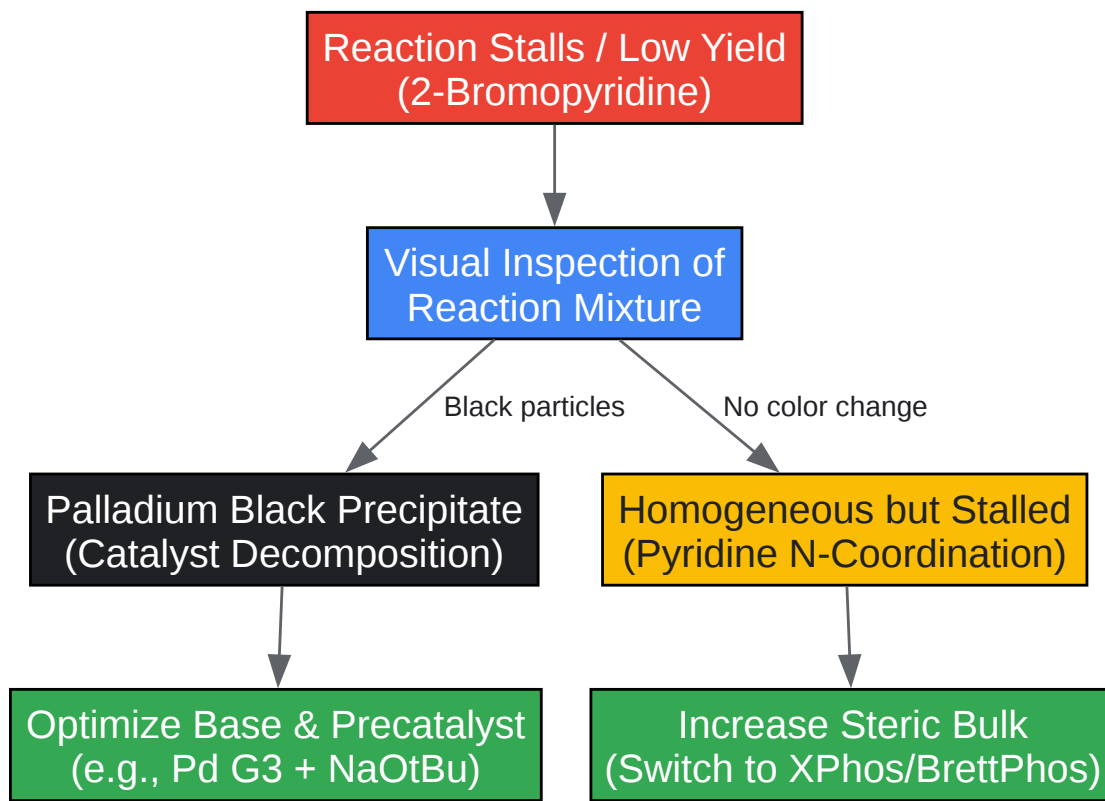 Reaction Stalls / Low Yield
(2-Bromopyridine)
Visual Inspection of
Reaction Mixture
Black particles
No color change
Palladium Black Precipitate
(Catalyst Decomposition)
Homogeneous but Stalled
(Pyridine N-Coordination)
Optimize Base & Precatalyst
(e.g., Pd G3 + NaOtBu)
Increase Steric Bulk
(Switch to XPhos/BrettPhos)